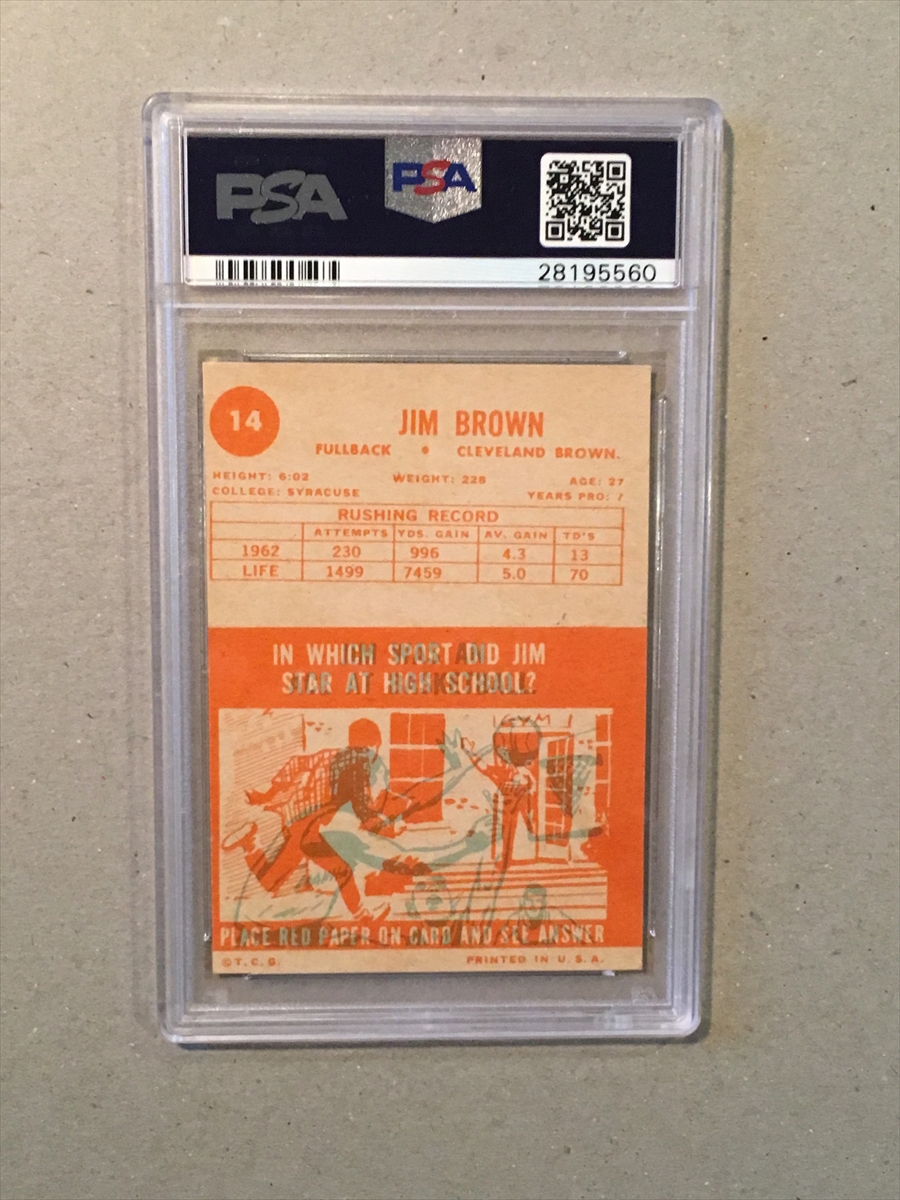 PSA
PSA
28195560
14
JIM BROWN
FULLBACK • CLEVELAND BROWN.
HEIGHT: 6:02 WEIGHT: 228 AGE: 27
COLLEGE: SYRACUSE YEARS PRO: 7
RUSHING RECORD
ATTEMPTS YDS. GAIN AV. GAIN TD'S
1962 230 996 4.3 13
LIFE 1499 7459 5.0 70
IN WHICH SPORT DID JIM
STAR AT HIGH SCHOOL?
GYM
PLACE RED PAPER ON CARD AND SEE ANSWER
©T.C.G. PRINTED IN U.S.A.